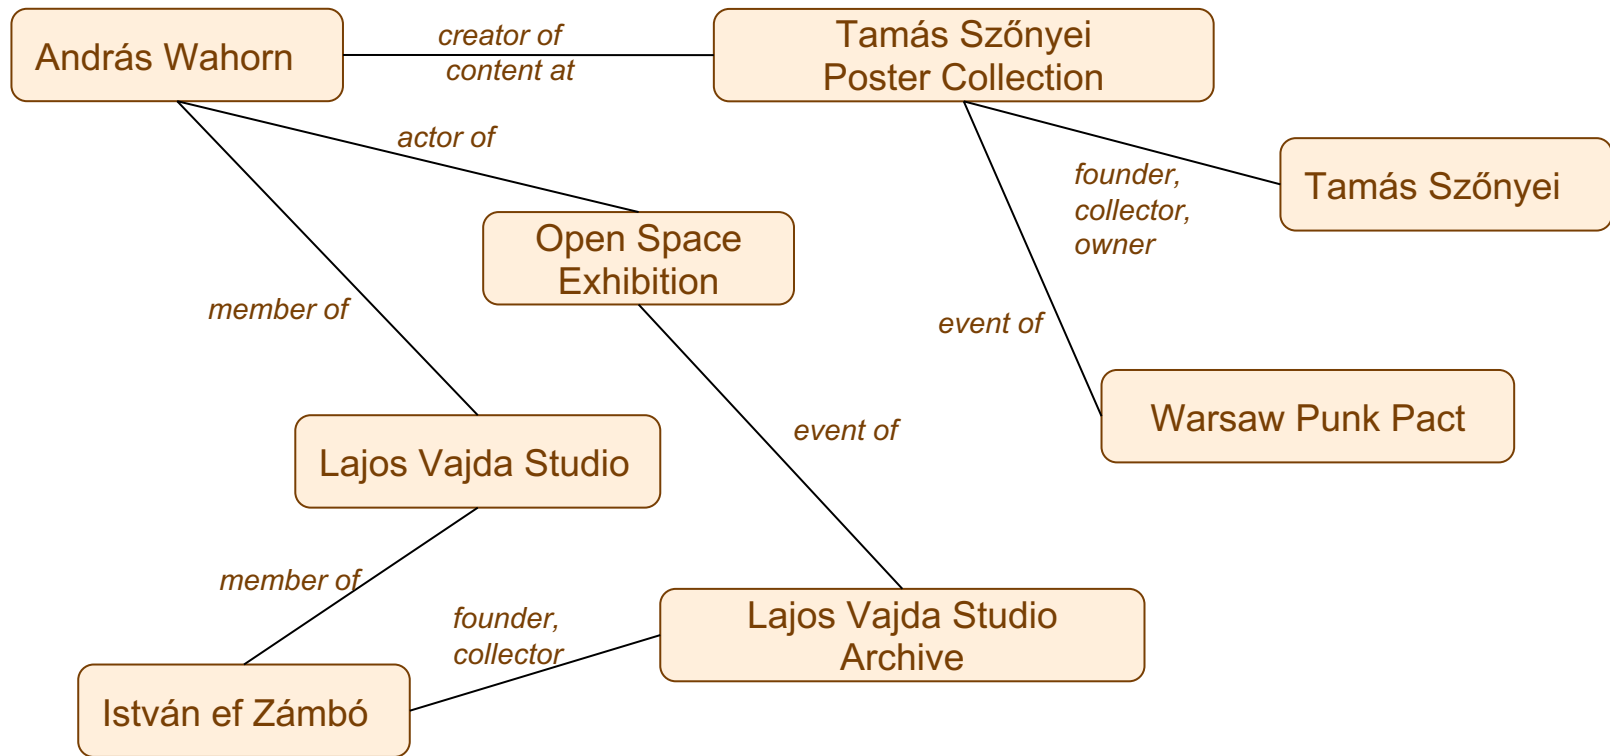 András Wahorn
creator of
content at
Tamás Szőnyei
Poster Collection
actor of
founder,
collector,
owner
Tamás Szőnyei
Open Space
Exhibition
member of
event of
Warsaw Punk Pact
event of
Lajos Vajda Studio
member of
founder,
collector
Lajos Vajda Studio
Archive
István ef Zámbó